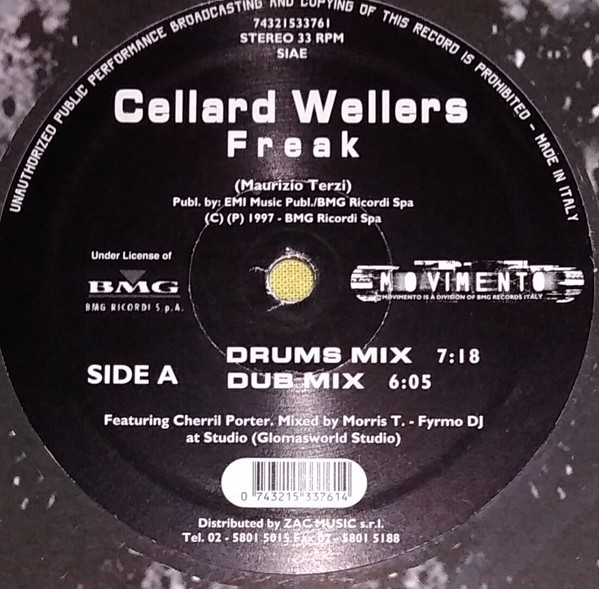 UNAUTHORIZED PUBLIC PERFORMANCE BROADCASTING AND COPYING OF THIS RECORD IS PROHIBITED - MADE IN ITALY
74321533761
STEREO 33 RPM
SIAE
Cellard Wellers
Freak
(Maurizio Terzi)
Publ. by: EMI Music Publ./BMG Ricordi Spa
(C) (P) 1997 - BMG Ricordi Spa
Under License of
BMG
BMG RICORDI S.p.A.
MOVIMENTO
MOVIMENTO IS A DIVISION OF BMG RECORDS ITALY
SIDE A
DRUMS MIX 7:18
DUB MIX 6:05
Featuring Cherril Porter. Mixed by Morris T. - Fyrmo DJ
at Studio (Glomasworld Studio)
0 743215 337614
Distributed by ZAC MUSIC s.r.l.
Tel. 02 - 5801 5015 Fax 02 - 5801 5188